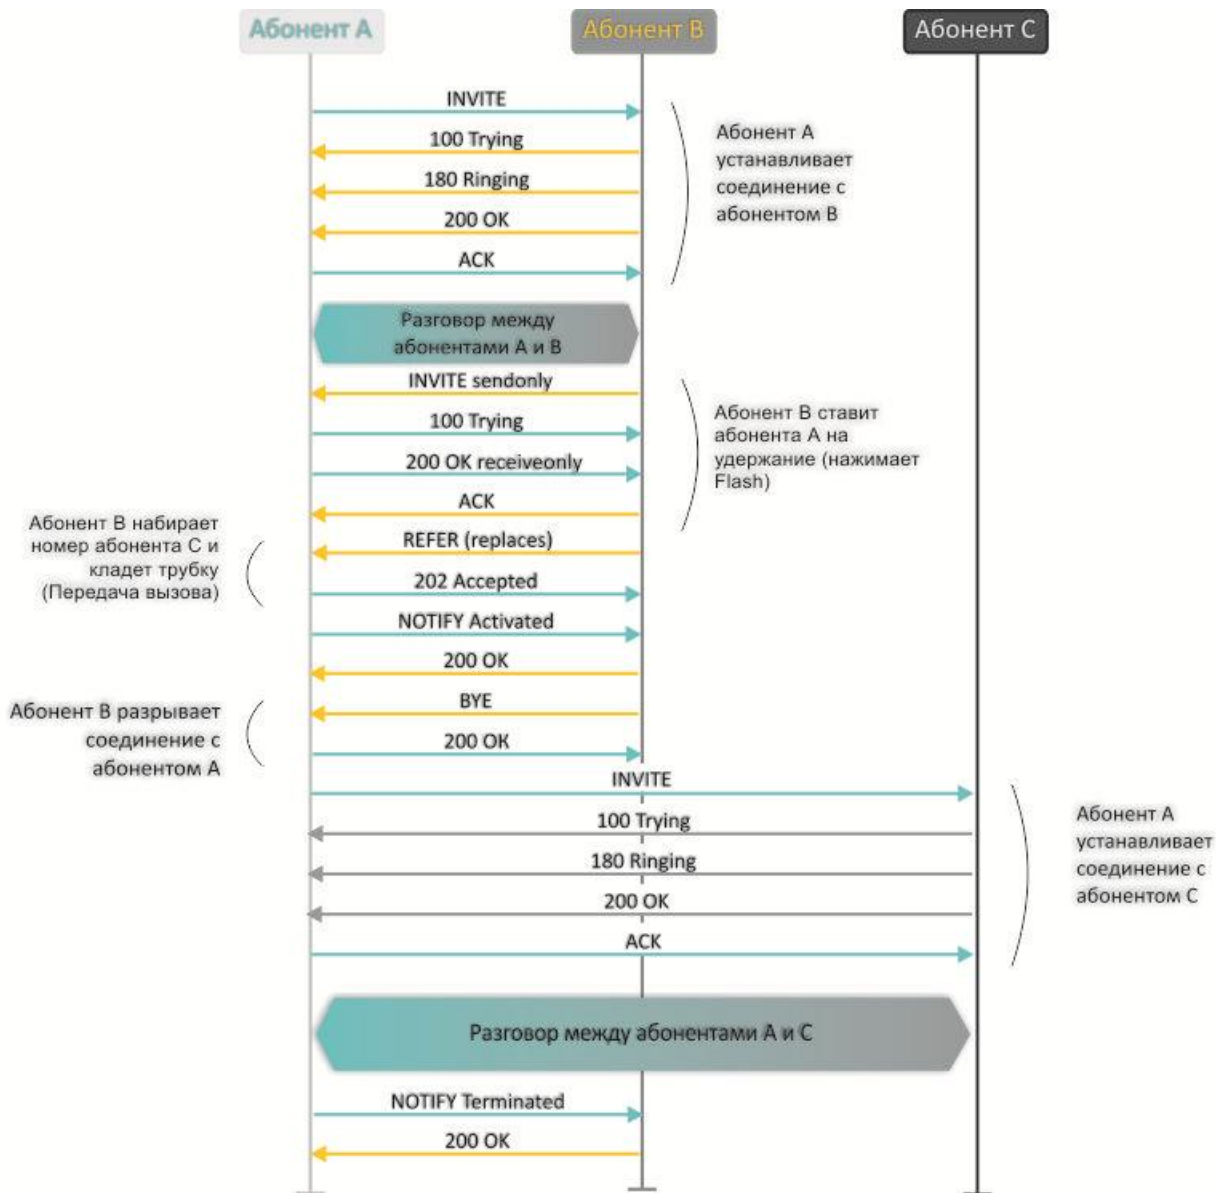 Абонент А
Абонент В
Абонент С
INVITE
100 Trying
180 Ringing
200 OK
ACK
Абонент А
устанавливает
соединение с
абонентом В
Разговор между
абонентами А и В
INVITE sendonly
100 Trying
200 OK receiveonly
ACK
Абонент В ставит
абонента А на
удержание (нажимает
Flash)
Абонент В набирает
номер абонента С и
кладет трубку
(Передача вызова)
REFER (replaces)
202 Accepted
NOTIFY Activated
200 OK
Абонент В разрывает
соединение с
абонентом А
BYE
200 OK
INVITE
100 Trying
180 Ringing
200 OK
ACK
Абонент А
устанавливает
соединение с
абонентом С
Разговор между абонентами А и С
NOTIFY Terminated
200 OK